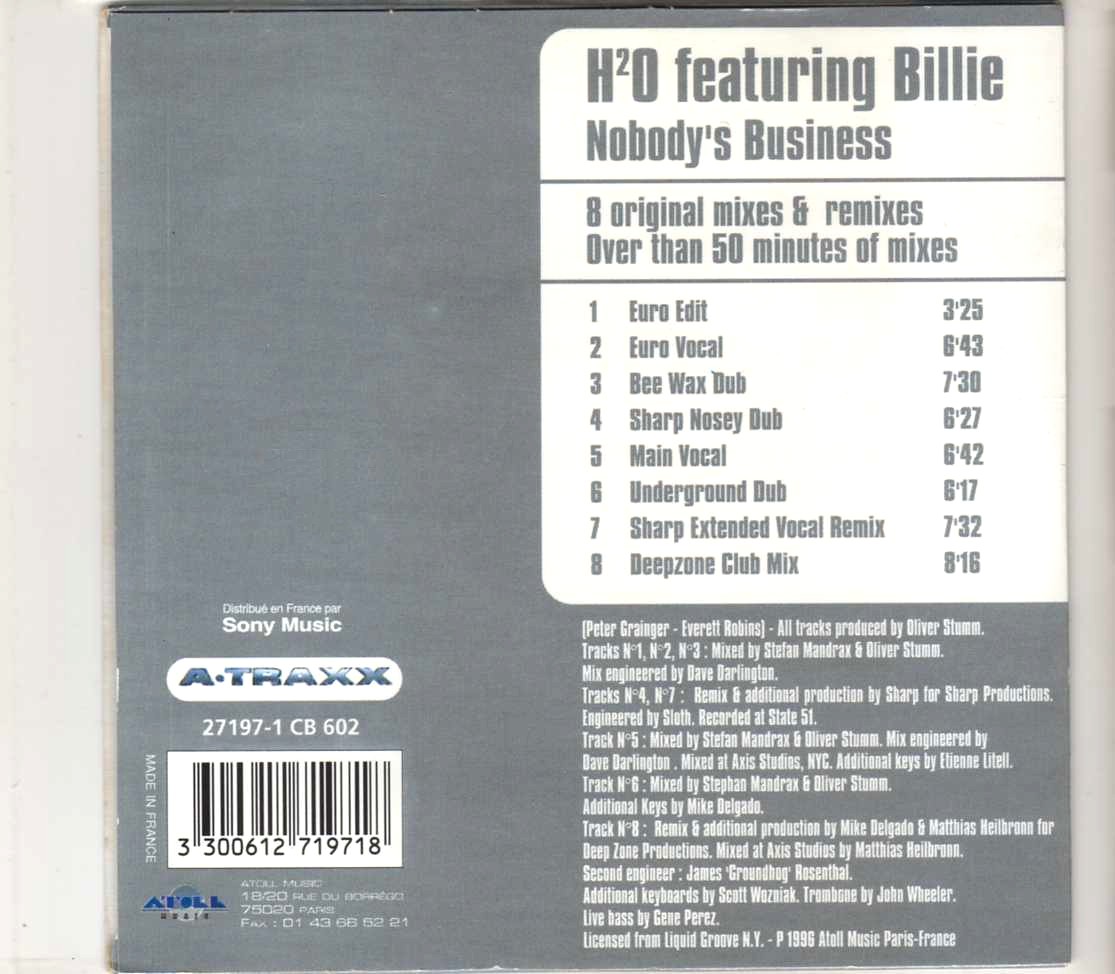 H²O featuring Billie
Nobody's Business
8 original mixes & remixes
Over than 50 minutes of mixes
1 Euro Edit 3'25
2 Euro Vocal 6'43
3 Bee Wax Dub 7'30
4 Sharp Nosey Dub 6'27
5 Main Vocal 6'42
6 Underground Dub 6'17
7 Sharp Extended Vocal Remix 7'32
8 Deepzone Club Mix 8'16
(Peter Grainger - Everett Robins) - All tracks produced by Oliver Stumm.
Tracks N°1, N°2, N°3 : Mixed by Stefan Mandrax & Oliver Stumm.
Mix engineered by Dave Darlington.
Tracks N°4, N°7 : Remix & additional production by Sharp for Sharp Productions.
Engineered by Sloth. Recorded at State 51.
Track N°5 : Mixed by Stefan Mandrax & Oliver Stumm. Mix engineered by
Dave Darlington . Mixed at Axis Studios, NYC. Additional keys by Etienne Litell.
Track N°6 : Mixed by Stephan Mandrax & Oliver Stumm.
Additional Keys by Mike Delgado.
Track N°8 : Remix & additional production by Mike Delgado & Matthias Heilbronn for
Deep Zone Productions. Mixed at Axis Studios by Matthias Heilbronn.
Second engineer : James 'Groundhog' Rosenthal.
Additional keyboards by Scott Wozniak. Trombone by John Wheeler.
Live bass by Gene Perez.
Licensed from Liquid Groove N.Y. - P 1996 Atoll Music Paris-France
Distribué en France par
Sony Music
A•TRAXX
27197-1 CB 602
MADE IN FRANCE
3 300612 719718
ATOLL
MUSIC
ATOLL MUSIC
18/20 RUE DU BORRÉGO
75020 PARIS
FAX : 01 43 66 52 21